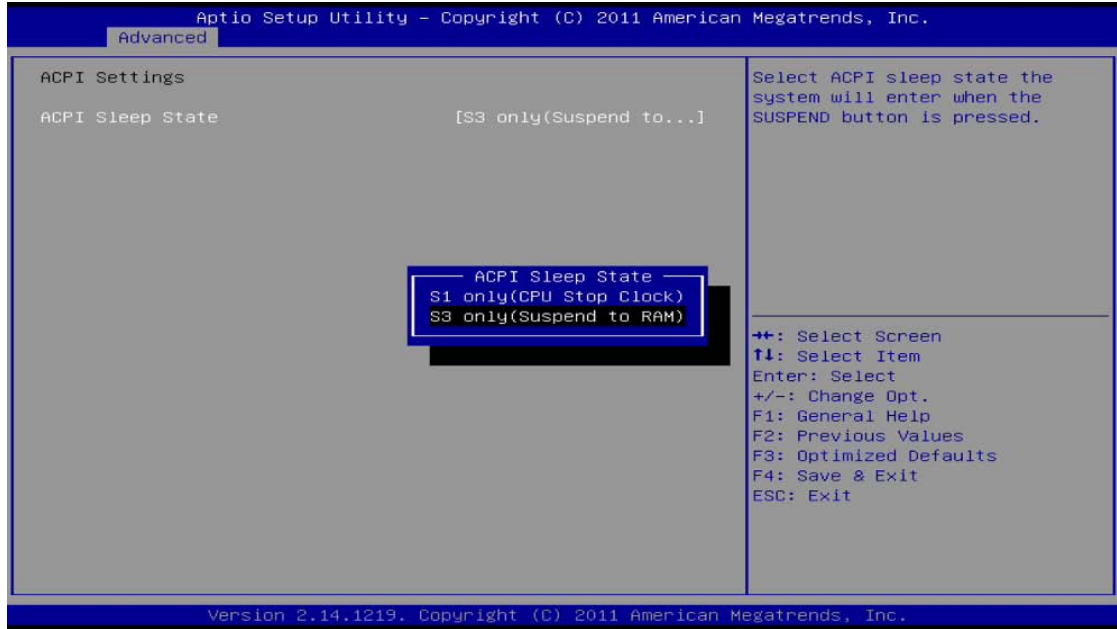 Aptio Setup Utility – Copyright (C) 2011 American Megatrends, Inc.
Advanced
ACPI Settings
ACPI Sleep State [S3 only(Suspend to...]
Select ACPI sleep state the
system will enter when the
SUSPEND button is pressed.
ACPI Sleep State
S1 only(CPU Stop Clock)
S3 only(Suspend to RAM)
→←: Select Screen
↑↓: Select Item
Enter: Select
+/-: Change Opt.
F1: General Help
F2: Previous Values
F3: Optimized Defaults
F4: Save & Exit
ESC: Exit
Version 2.14.1219. Copyright (C) 2011 American Megatrends, Inc.